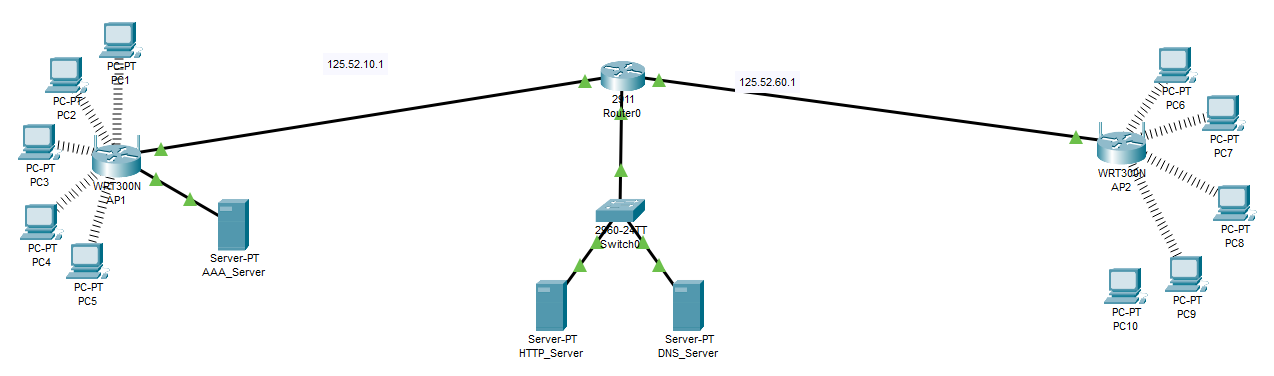 PC-PT
PC1
PC-PT
PC2
PC-PT
PC3
PC-PT
PC4
PC-PT
PC5
WRT300N
AP1
Server-PT
AAA_Server
125.52.10.1
2911
Router0
125.52.60.1
2960-24TT
Switch0
Server-PT
HTTP_Server
Server-PT
DNS_Server
WRT300N
AP2
PC-PT
PC6
PC-PT
PC7
PC-PT
PC8
PC-PT
PC9
PC-PT
PC10